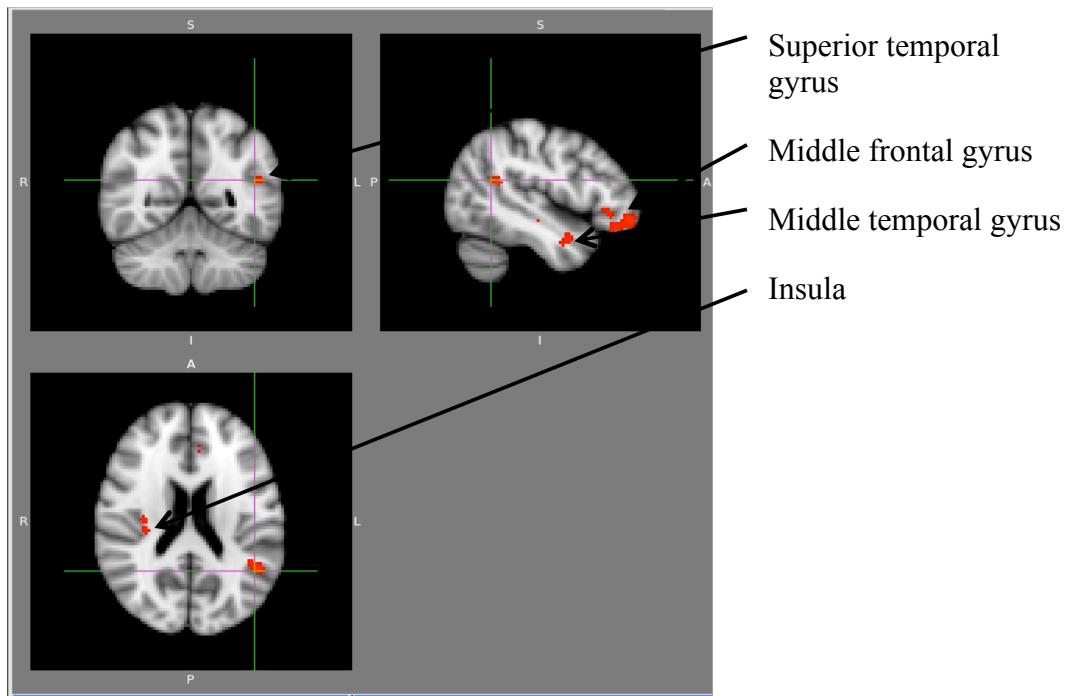 S
S
Superior temporal
gyrus
Middle frontal gyrus
R
L
P
A
Middle temporal gyrus
Insula
I
I
A
R
L
P